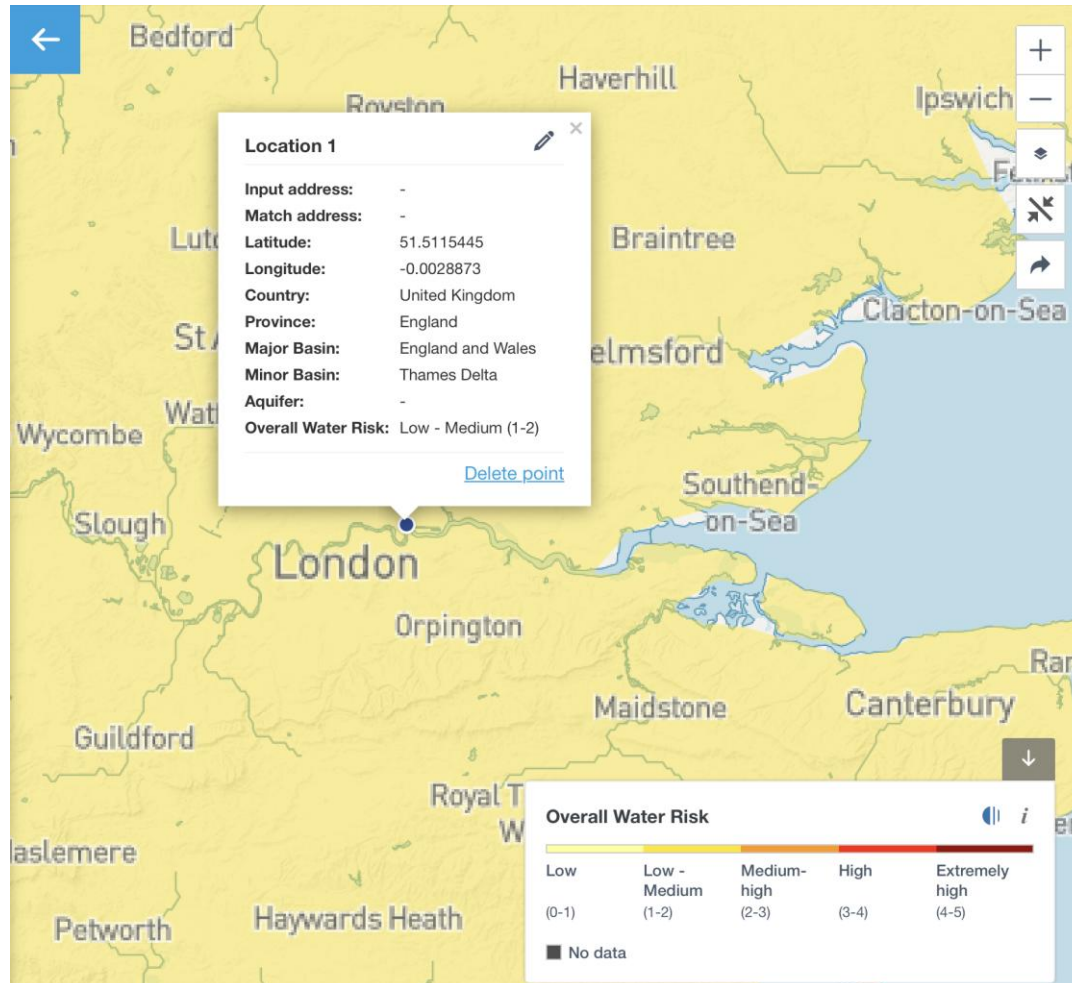 Bedford
Haverhill
Ipswich
Royston
Location 1
Input address: -
Match address: -
Latitude: 51.5115445
Longitude: -0.0028873
Country: United Kingdom
Province: England
Major Basin: England and Wales
Minor Basin: Thames Delta
Aquifer: -
Overall Water Risk: Low - Medium (1-2)
Delete point
Braintree
Clacton-on-Sea
elmsford
Wycombe
Southend-
on-Sea
Slough
London
Orpington
Maidstone
Canterbury
Guildford
Royal T
W
aslemere
Haywards Heath
Petworth
Overall Water Risk i
Low
(0-1)
Low -
Medium
(1-2)
Medium-
high
(2-3)
High
(3-4)
Extremely
high
(4-5)
No data